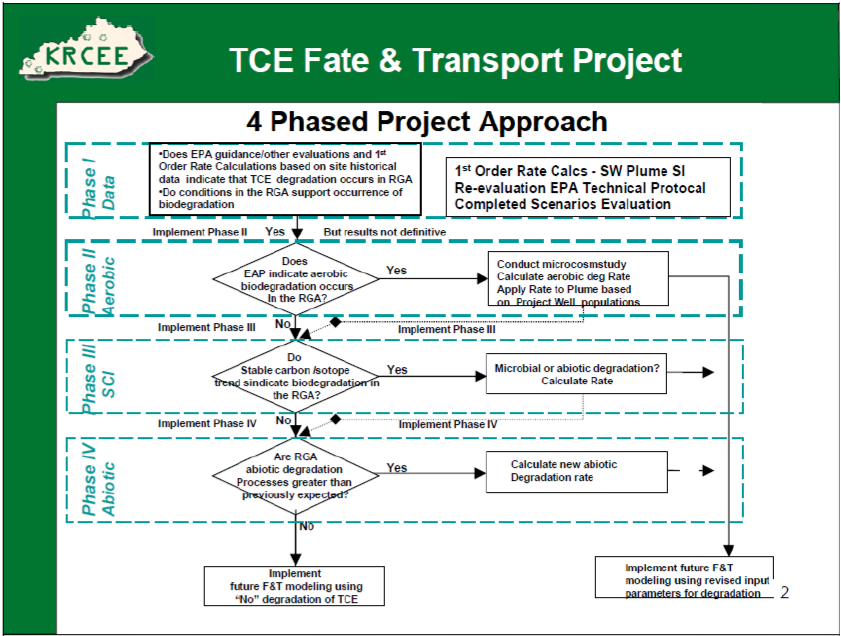 KRCEE
TCE Fate & Transport Project
4 Phased Project Approach
Phase I
Data
•Does EPA guidance/other evaluations and 1st
Order Rate Calculations based on site historical
data indicate that TCE degradation occurs in RGA
•Do conditions in the RGA support occurrence of
biodegradation
1st Order Rate Calcs - SW Plume SI
Re-evaluation EPA Technical Protocal
Completed Scenarios Evaluation
Implement Phase II
Yes
But results not definitive
Phase II
Aerobic
Does
EAP indicate aerobic
biodegradation occurs
In the RGA?
Yes
Conduct microcosmstudy
Calculate aerobic deg Rate
Apply Rate to Plume based
on Project Well populations
Implement Phase III
No
Implement Phase III
Phase III
SCI
Do
Stable carbon /isotope
trend sindicate biodegradation in
the RGA?
Yes
Microbial or abiotic degradation?
Calculate Rate
Implement Phase IV
No
Implement Phase IV
Phase IV
Abiotic
Are RGA
abiotic degradation
Processes greater than
previously expected?
Yes
Calculate new abiotic
Degradation rate
No
Implement
future F&T modeling using
“No” degradation of TCE
Implement future F&T
modeling using revised input
parameters for degradation
2